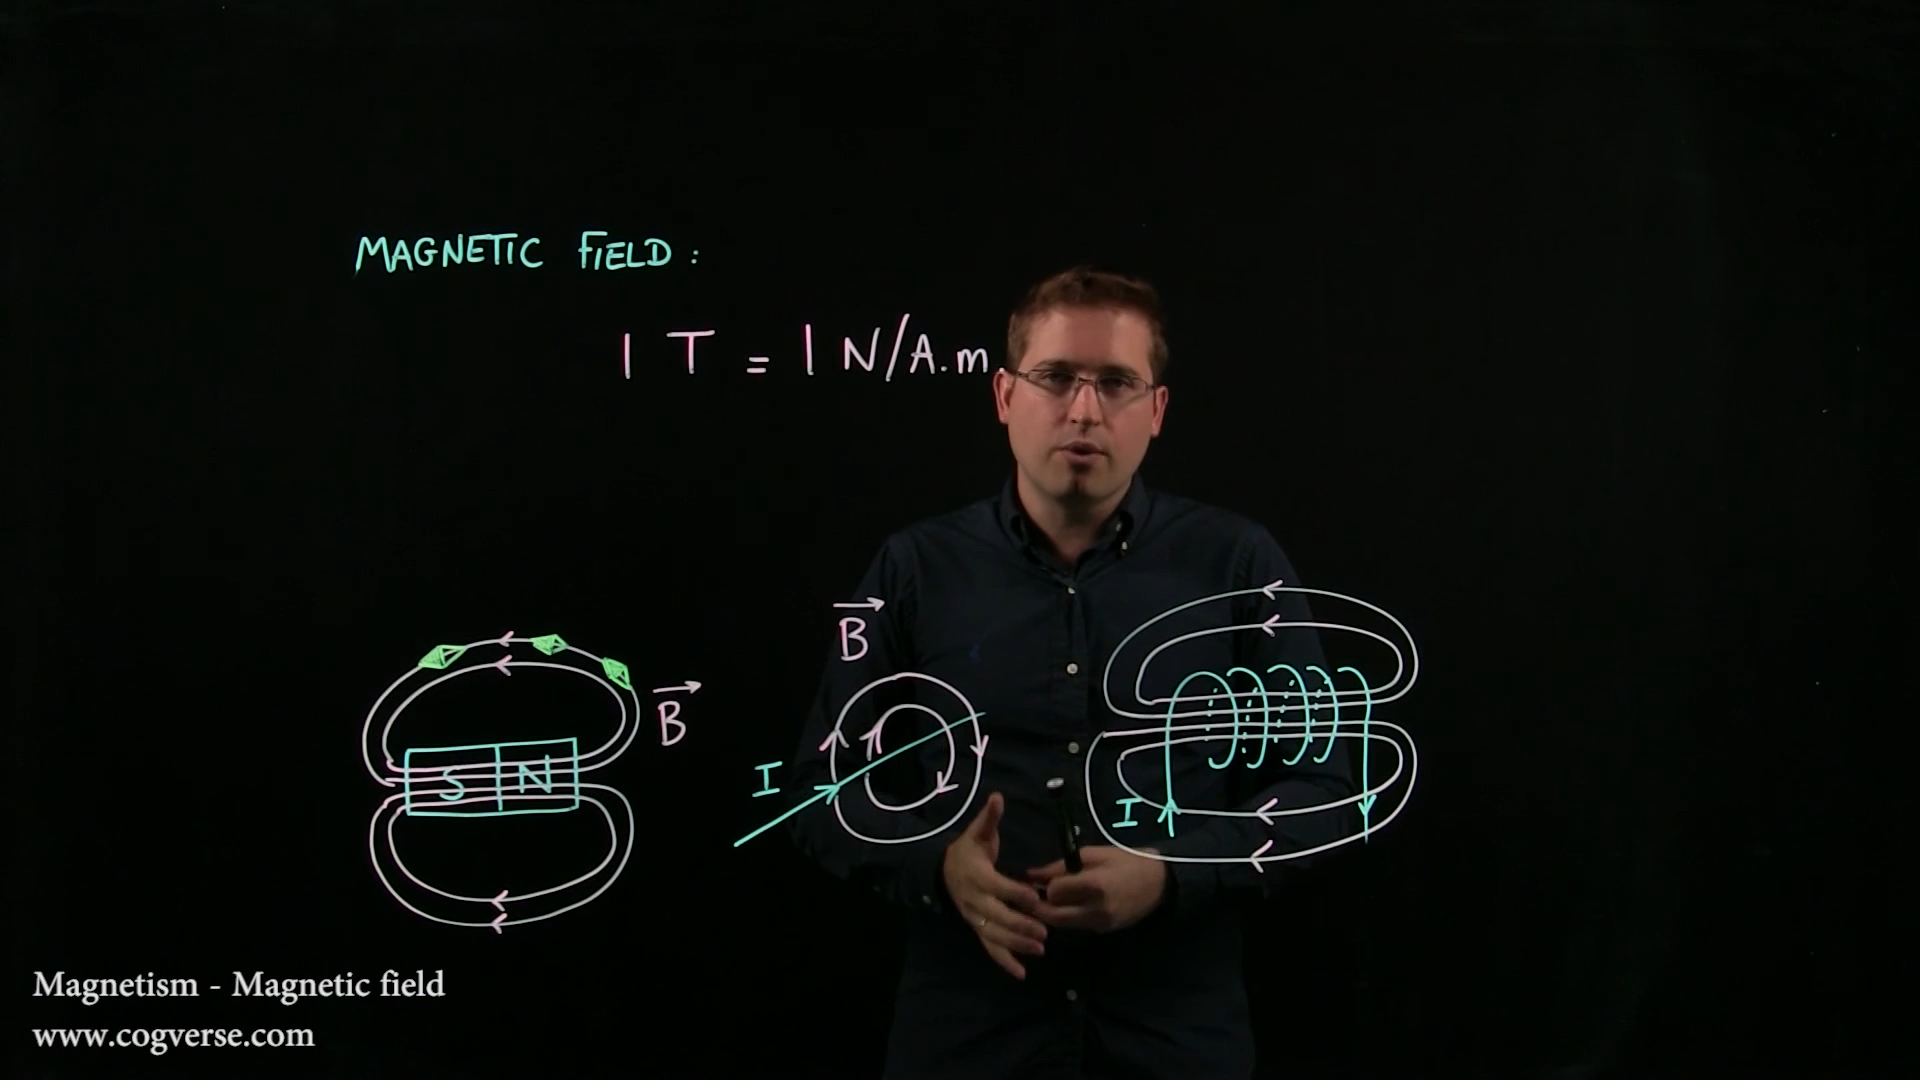 MAGNETIC FIELD:
1 T = 1 N/A.m
B
B
S N
I
I
Magnetism - Magnetic field
www.cogverse.com